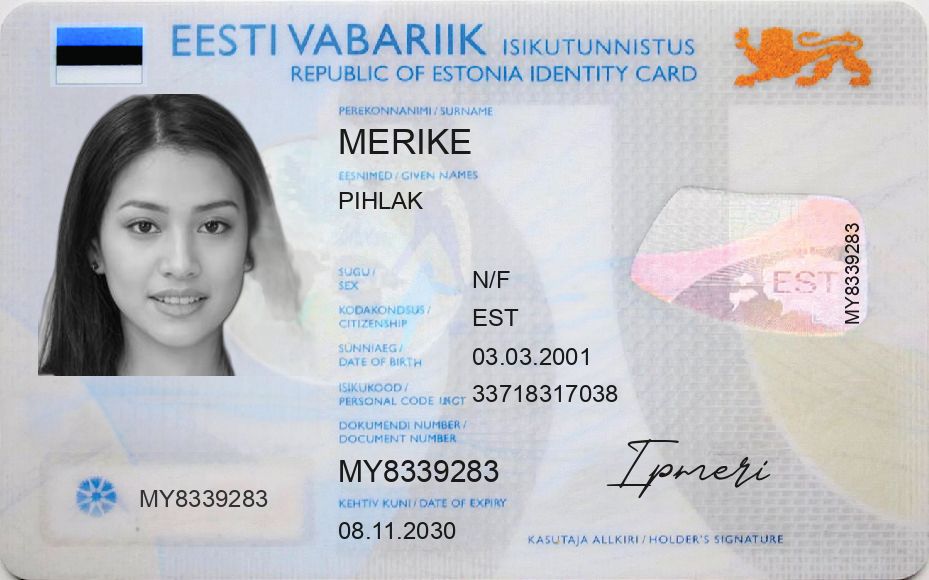 EESTI VABARIIK ISIKUTUNNISTUS
REPUBLIC OF ESTONIA IDENTITY CARD
PEREKONNANIMI / SURNAME
MERIKE
EESNIMED / GIVEN NAMES
PIHLAK
SUGU /
SEX
N/F
KODAKONDSUS /
CITIZENSHIP
EST
SÜNNIAEG /
DATE OF BIRTH
03.03.2001
ISIKUKOOD /
PERSONAL CODE
33718317038
DOKUMENDI NUMBER /
DOCUMENT NUMBER
MY8339283
KEHTIV KUNI / DATE OF EXPIRY
08.11.2030
MY8339283
EST
MY8339283
Ipmeri
KASUTAJA ALLKIRI / HOLDER'S SIGNATURE